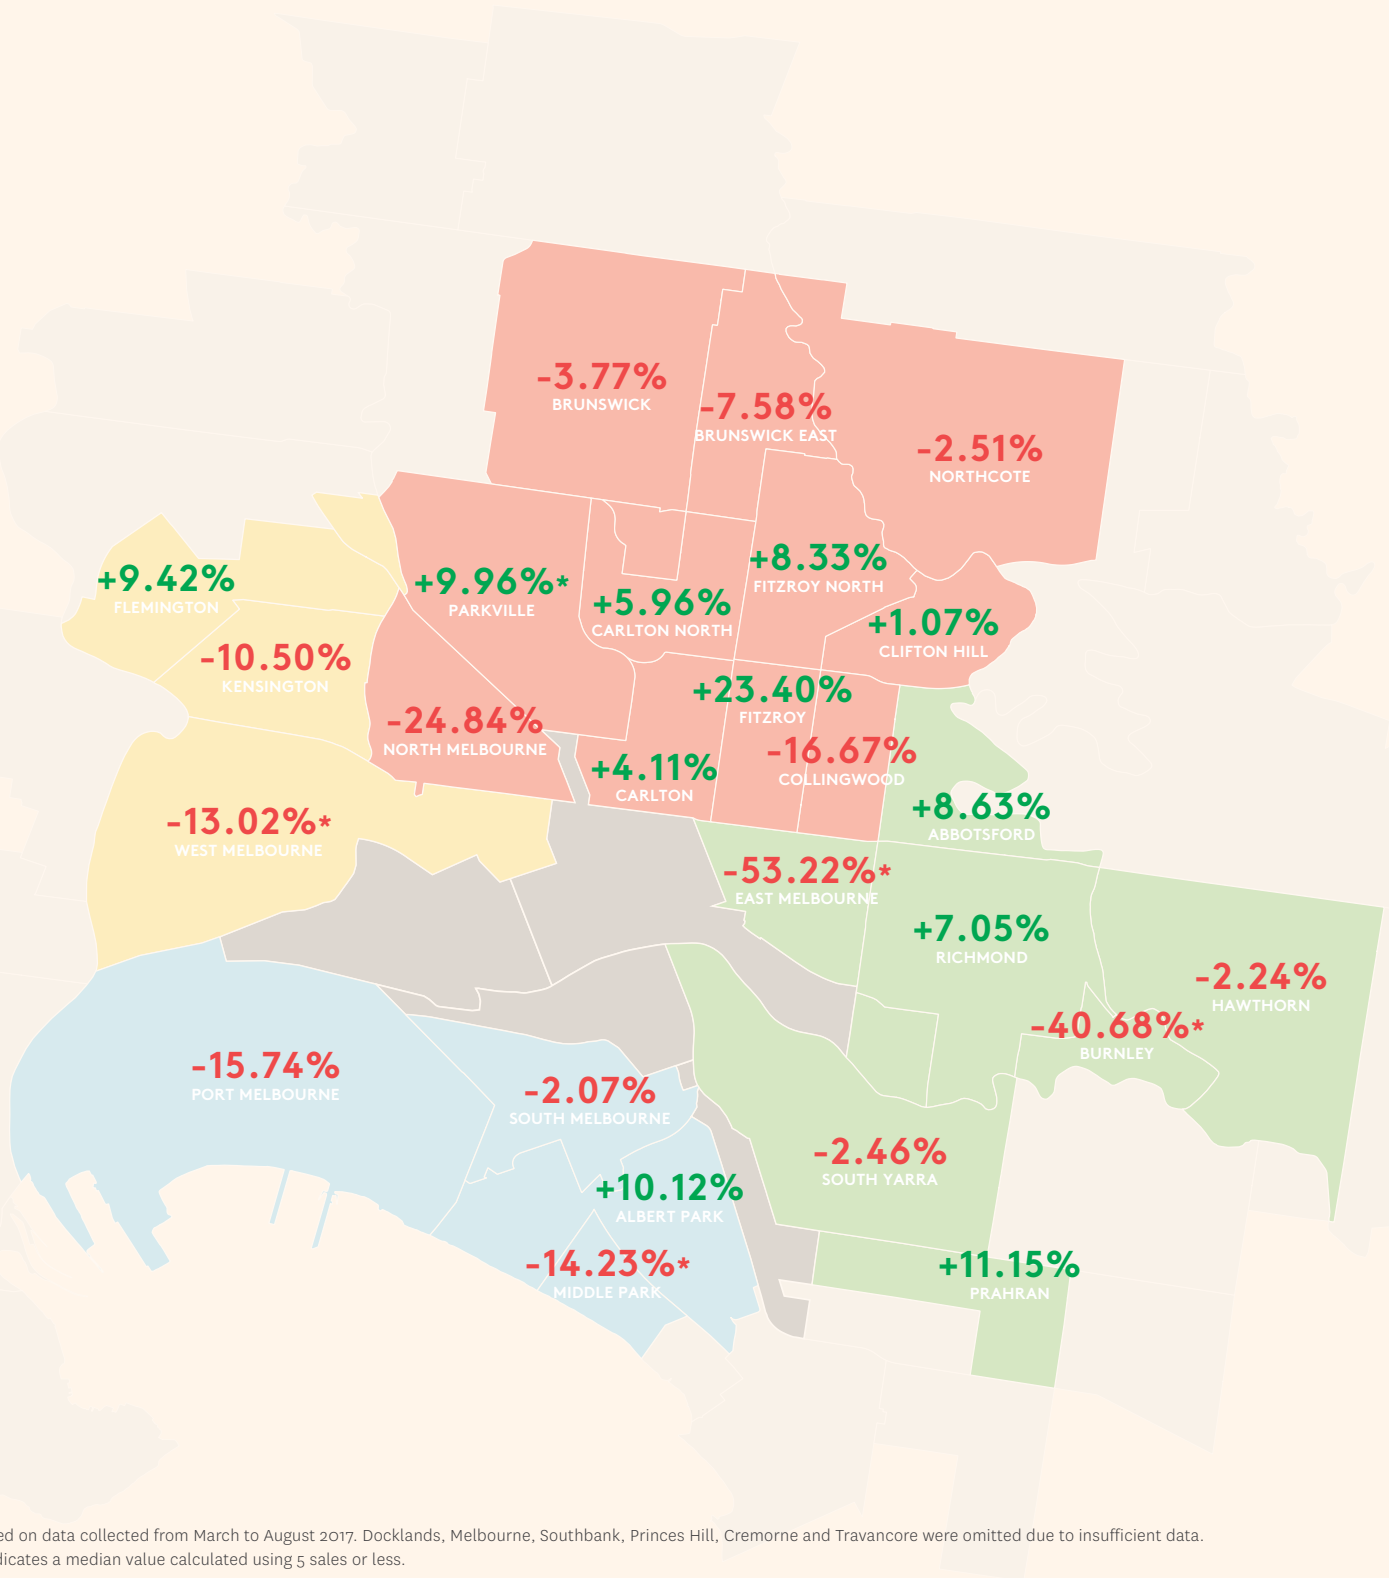 -3.77%
BRUNSWICK
-7.58%
BRUNSWICK EAST
-2.51%
NORTHCOTE
+9.42%
FLEMINGTON
+9.96%*
PARKVILLE
+5.96%
CARLTON NORTH
+8.33%
FITZROY NORTH
+1.07%
CLIFTON HILL
-10.50%
KENSINGTON
-24.84%
NORTH MELBOURNE
+23.40%
FITZROY
-16.67%
COLLINGWOOD
+4.11%
CARLTON
-13.02%*
WEST MELBOURNE
+8.63%
ABBOTSFORD
-53.22%*
EAST MELBOURNE
+7.05%
RICHMOND
-2.24%
HAWTHORN
-40.68%*
BURNLEY
-15.74%
PORT MELBOURNE
-2.07%
SOUTH MELBOURNE
-2.46%
SOUTH YARRA
+10.12%
ALBERT PARK
-14.23%*
MIDDLE PARK
+11.15%
PRAHRAN
on data collected from March to August 2017. Docklands, Melbourne, Southbank, Princes Hill, Cremorne and Travancore were omitted due to insufficient data.
a median value calculated using 5 sales or less.